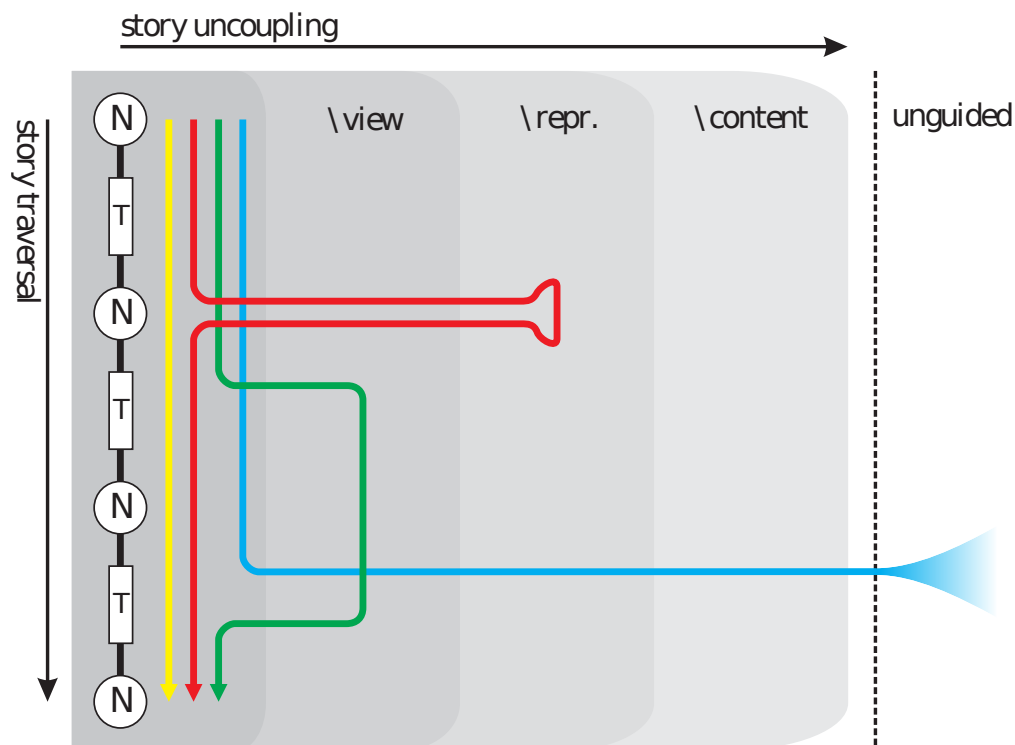 story uncoupling
\view
\repr.
\content
unguided
story traversal
N
T
N
T
N
T
N